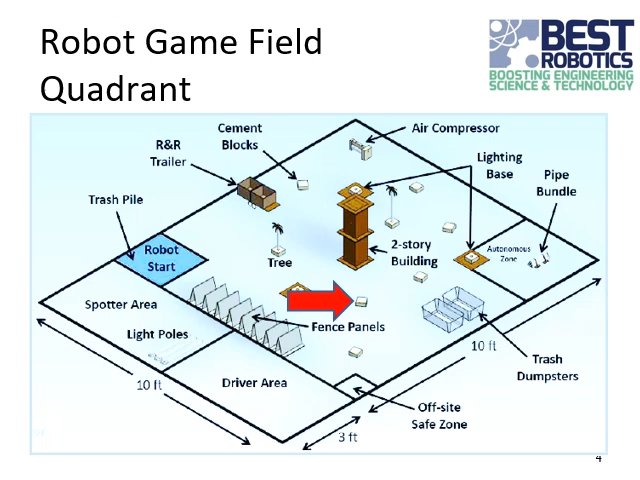 Robot Game Field
Quadrant
BEST
ROBOTICS
BOOSTING ENGINEERING
SCIENCE & TECHNOLOGY
Cement
Blocks
Air Compressor
R&R
Trailer
Lighting
Base
Pipe
Bundle
Trash Pile
Robot
Start
Tree
2-story
Building
Autonomous
Zone
Spotter Area
Light Poles
Fence Panels
10 ft
Driver Area
10 ft
Trash
Dumpsters
Off-site
Safe Zone
3 ft
4